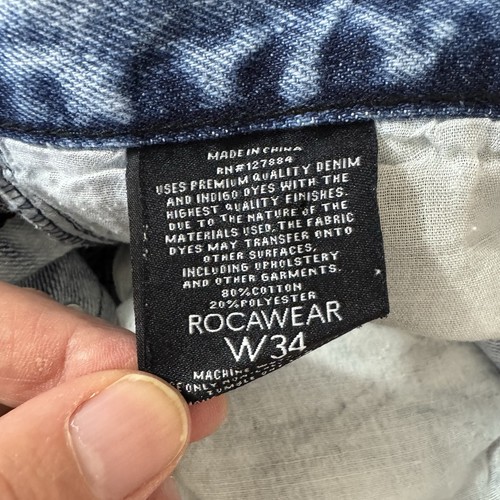 MADE IN CHINA
RN#127884
USES PREMIUM QUALITY DENIM
AND INDIGO DYES WITH THE
HIGHEST QUALITY FINISHES.
DUE TO THE NATURE OF THE
MATERIALS USED, THE FABRIC
DYES MAY TRANSFER ONTO
OTHER SURFACES,
INCLUDING UPHOLSTERY
AND OTHER GARMENTS.
80%COTTON
20%POLYESTER
ROCAWEAR
W34
MACHINE
ONLY
TUMBLE